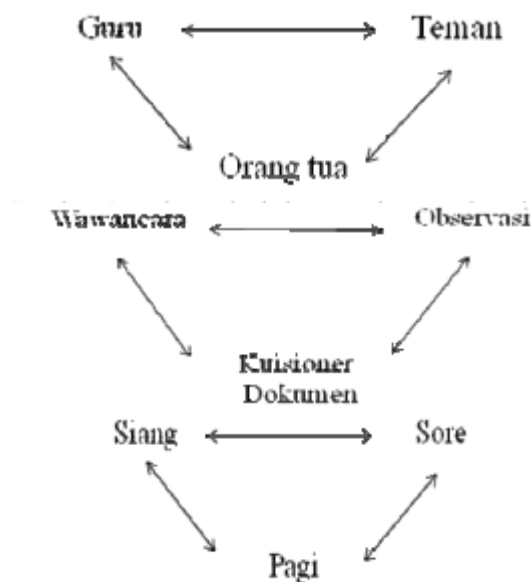 Guru Teman
Orang tua
Wawancara Observasi
Kuisioner
Dokumen
Siang Sore
Pagi